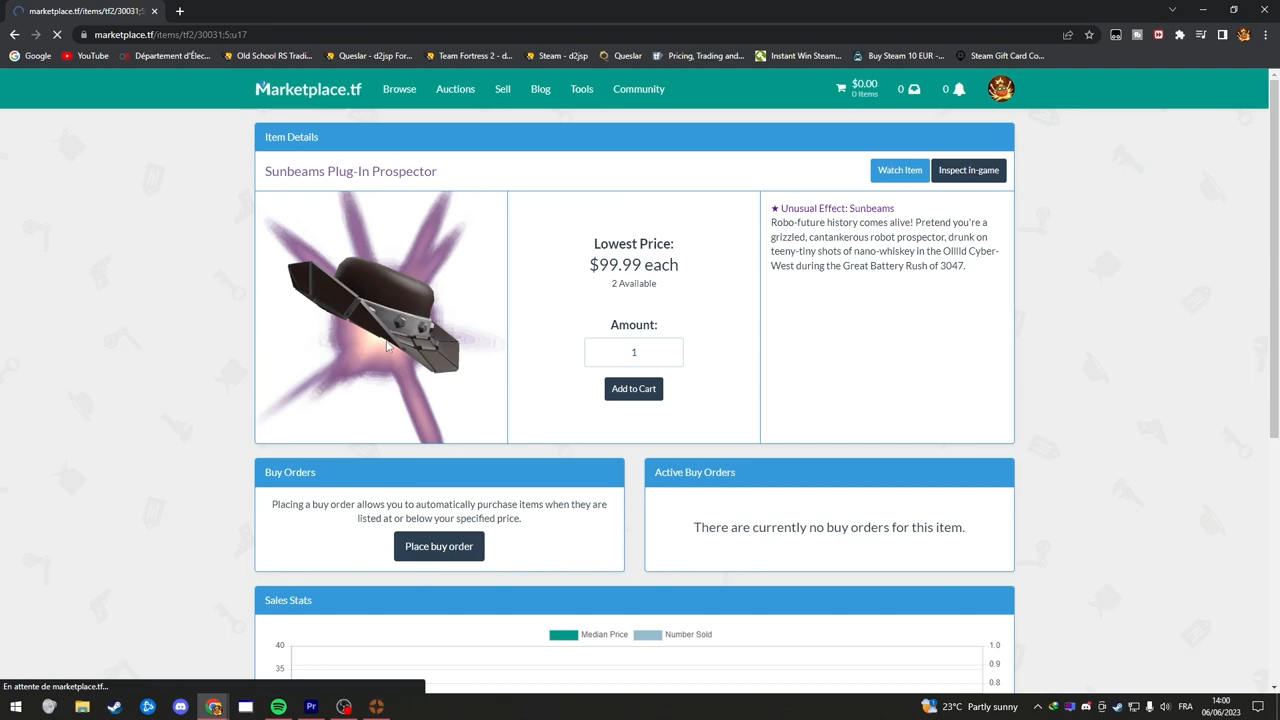 marketplace.tf/items/tf2/30031;5;u1
marketplace.tf/items/tf2/30031;5;u17
Google
YouTube
Département d'Élec...
Old School RS Tradi...
Queslar - d2jsp For...
Team Fortress 2 - d...
Steam - d2jsp
Queslar
Pricing, Trading and...
Instant Win Steam...
Buy Steam 10 EUR -...
Steam Gift Card Co...
Marketplace.tf
Browse
Auctions
Sell
Blog
Tools
Community
$0.00
0 Items
0
0
Item Details
Sunbeams Plug-In Prospector
Watch Item
Inspect in-game
Lowest Price:
$99.99 each
2 Available
Amount:
1
Add to Cart
★ Unusual Effect: Sunbeams
Robo-future history comes alive! Pretend you're a
grizzled, cantankerous robot prospector, drunk on
teeny-tiny shots of nano-whiskey in the Ollllld Cyber-
West during the Great Battery Rush of 3047.
Buy Orders
Placing a buy order allows you to automatically purchase items when they are
listed at or below your specified price.
Place buy order
Active Buy Orders
There are currently no buy orders for this item.
Sales Stats
Median Price
Number Sold
40
35
1.0
0.9
0.8
En attente de marketplace.tf...
23°C Partly sunny
FRA
14:00
06/06/2023